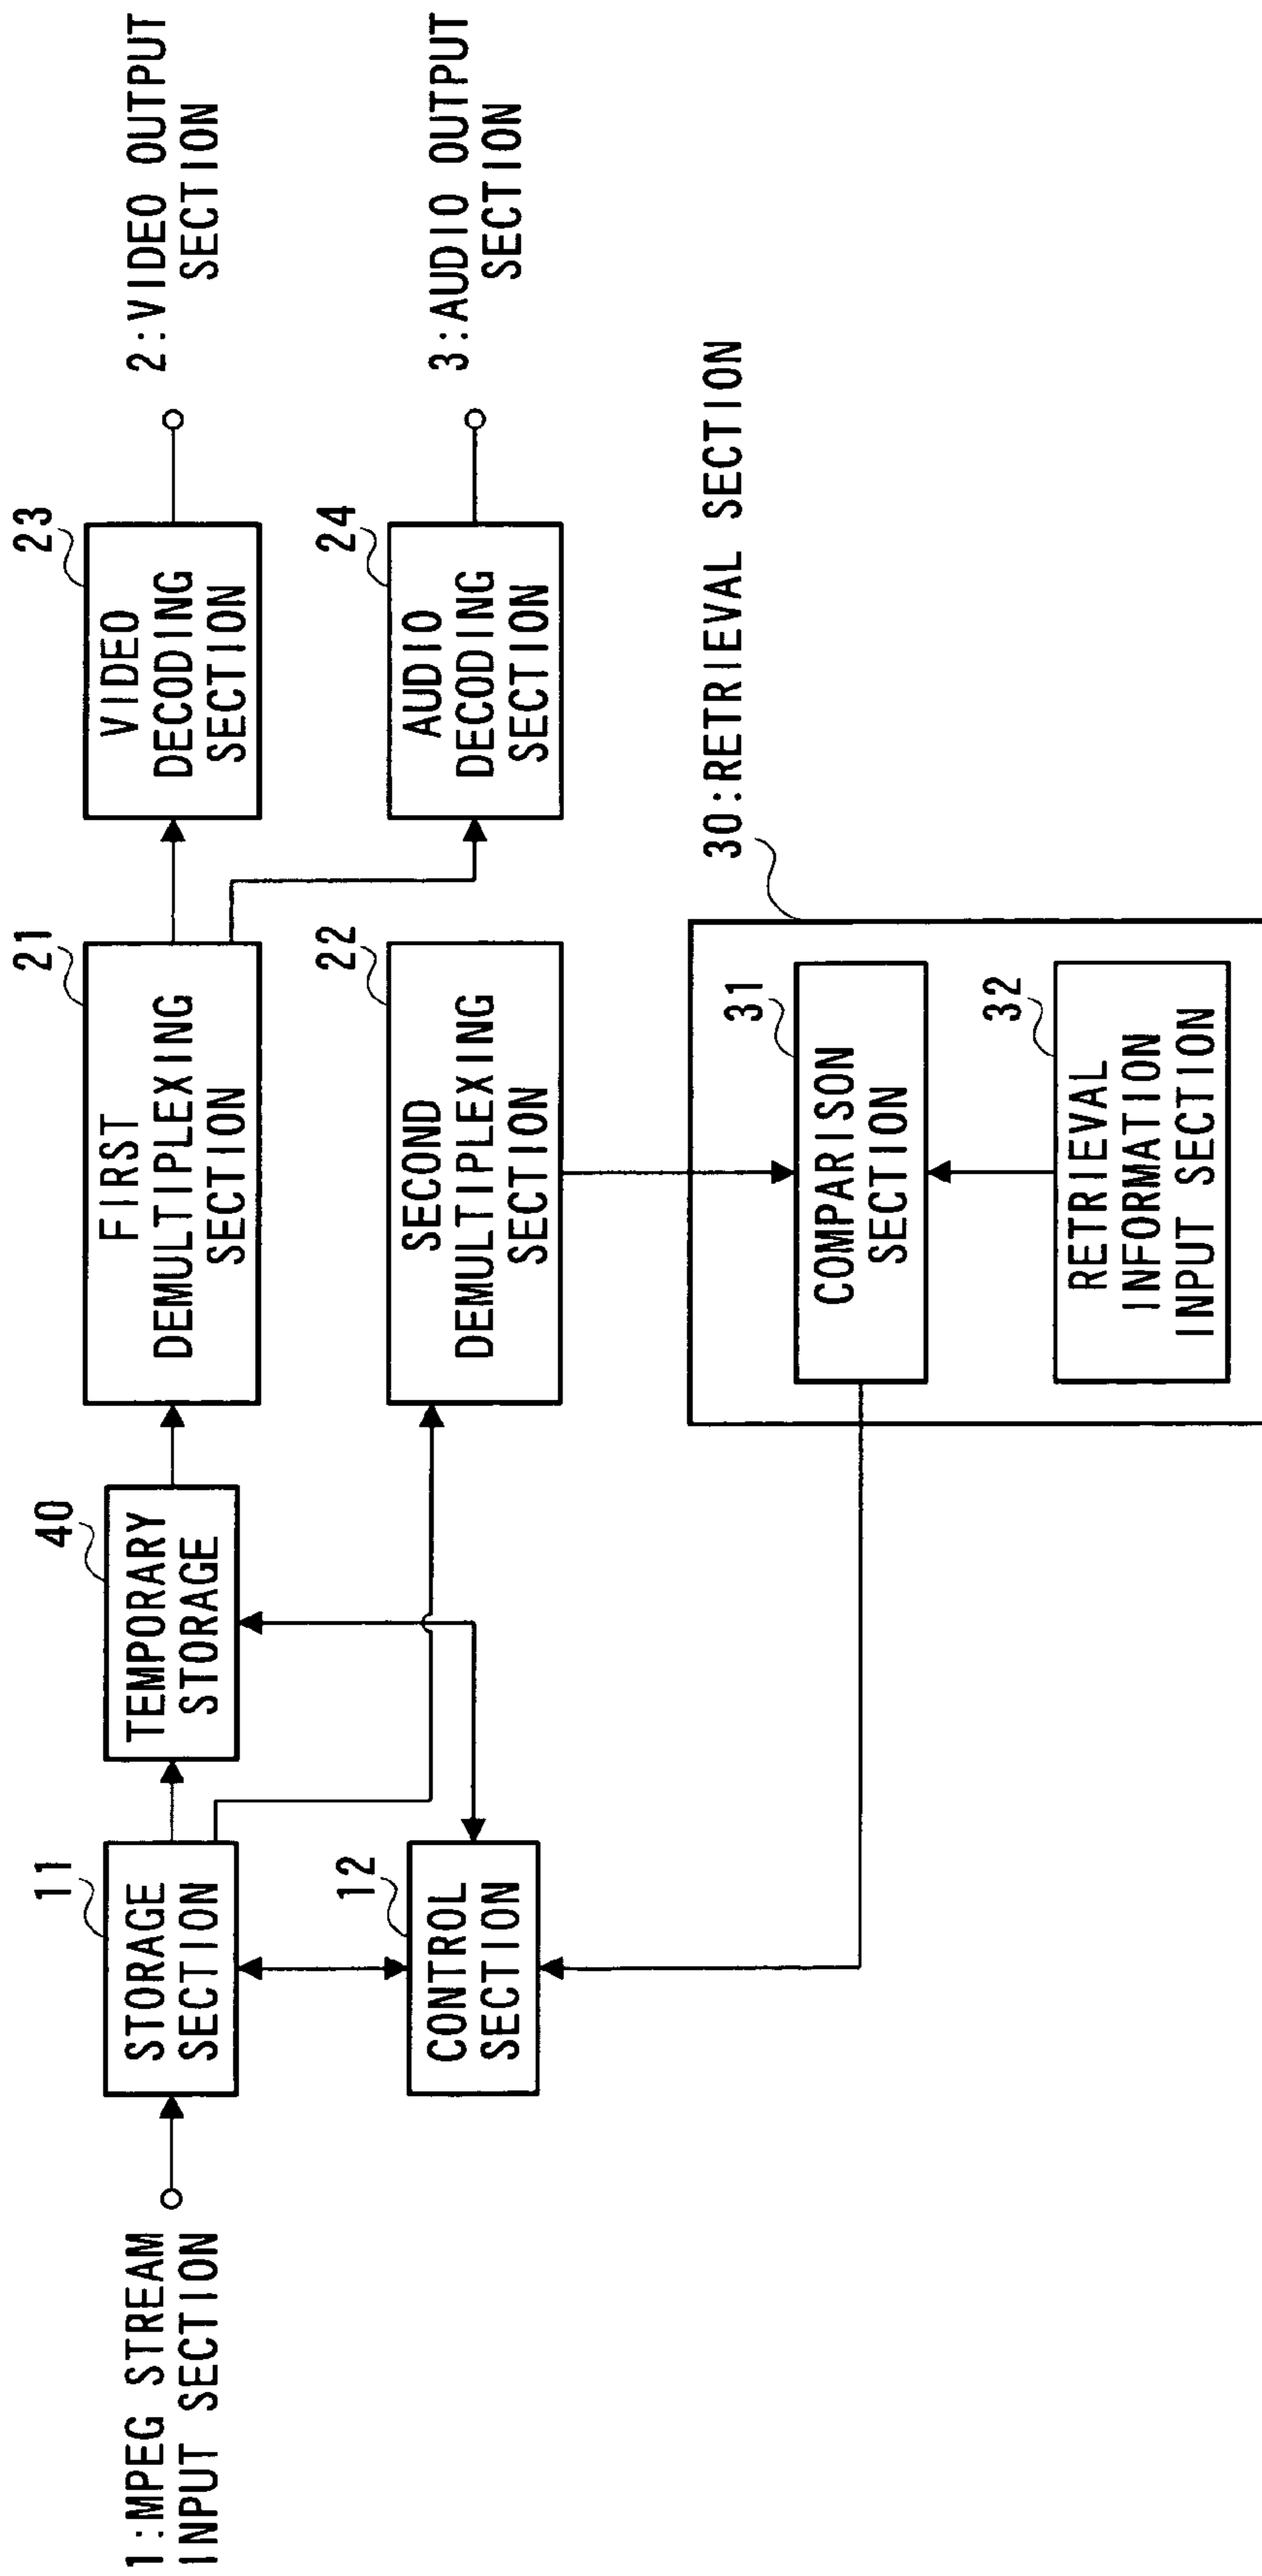 1:MPEG STREAM
INPUT SECTION
11
STORAGE
SECTION
40
TEMPORARY
STORAGE
21
FIRST
DEMULTIPLEXING
SECTION
23
VIDEO
DECODING
SECTION
2:VIDEO OUTPUT
SECTION
12
CONTROL
SECTION
22
SECOND
DEMULTIPLEXING
SECTION
24
AUDIO
DECODING
SECTION
3:AUDIO OUTPUT
SECTION
30:RETRIEVAL SECTION
31
COMPARISON
SECTION
32
RETRIEVAL
INFORMATION
INPUT SECTION